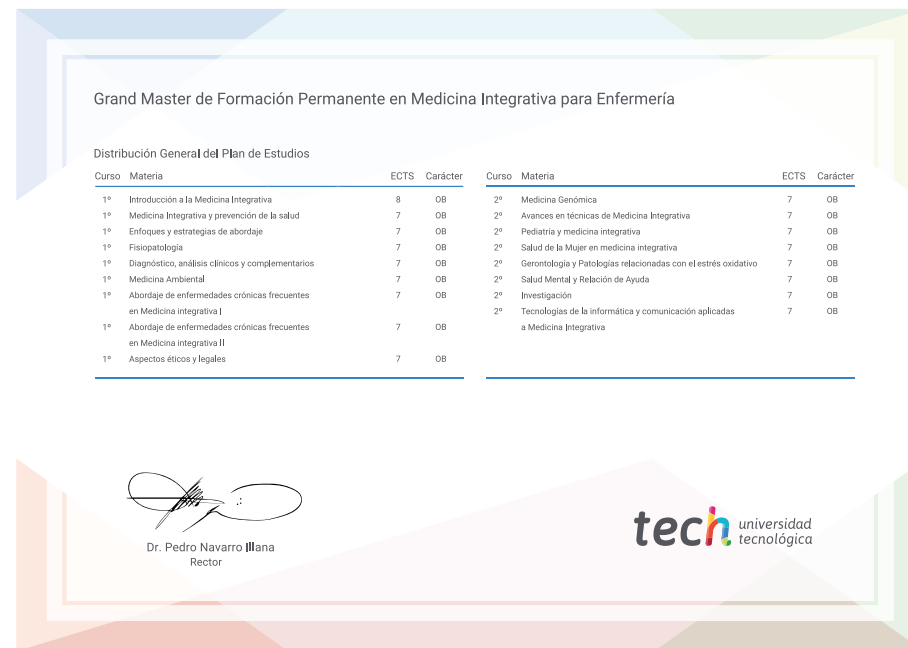 Grand Master de Formación Permanente en Medicina Integrativa para Enfermería
Distribución General del Plan de Estudios
Curso Materia ECTS Carácter
1º Introducción a la Medicina Integrativa 8 OB
1º Medicina Integrativa y prevención de la salud 7 OB
1º Enfoques y estrategias de abordaje 7 OB
1º Fisiopatología 7 OB
1º Diagnóstico, análisis clínicos y complementarios 7 OB
1º Medicina Ambiental 7 OB
1º Abordaje de enfermedades crónicas frecuentes 7 OB
en Medicina integrativa I
1º Abordaje de enfermedades crónicas frecuentes 7 OB
en Medicina integrativa II
1º Aspectos éticos y legales 7 OB
Curso Materia ECTS Carácter
2º Medicina Genómica 7 OB
2º Avances en técnicas de Medicina Integrativa 7 OB
2º Pediatría y medicina integrativa 7 OB
2º Salud de la Mujer en medicina integrativa 7 OB
2º Gerontología y Patologías relacionadas con el estrés oxidativo 7 OB
2º Salud Mental y Relación de Ayuda 7 OB
2º Investigación 7 OB
2º Tecnologías de la informática y comunicación aplicadas 7 OB
a Medicina Integrativa
Dr. Pedro Navarro Illana
Rector
tech universidad
tecnológica